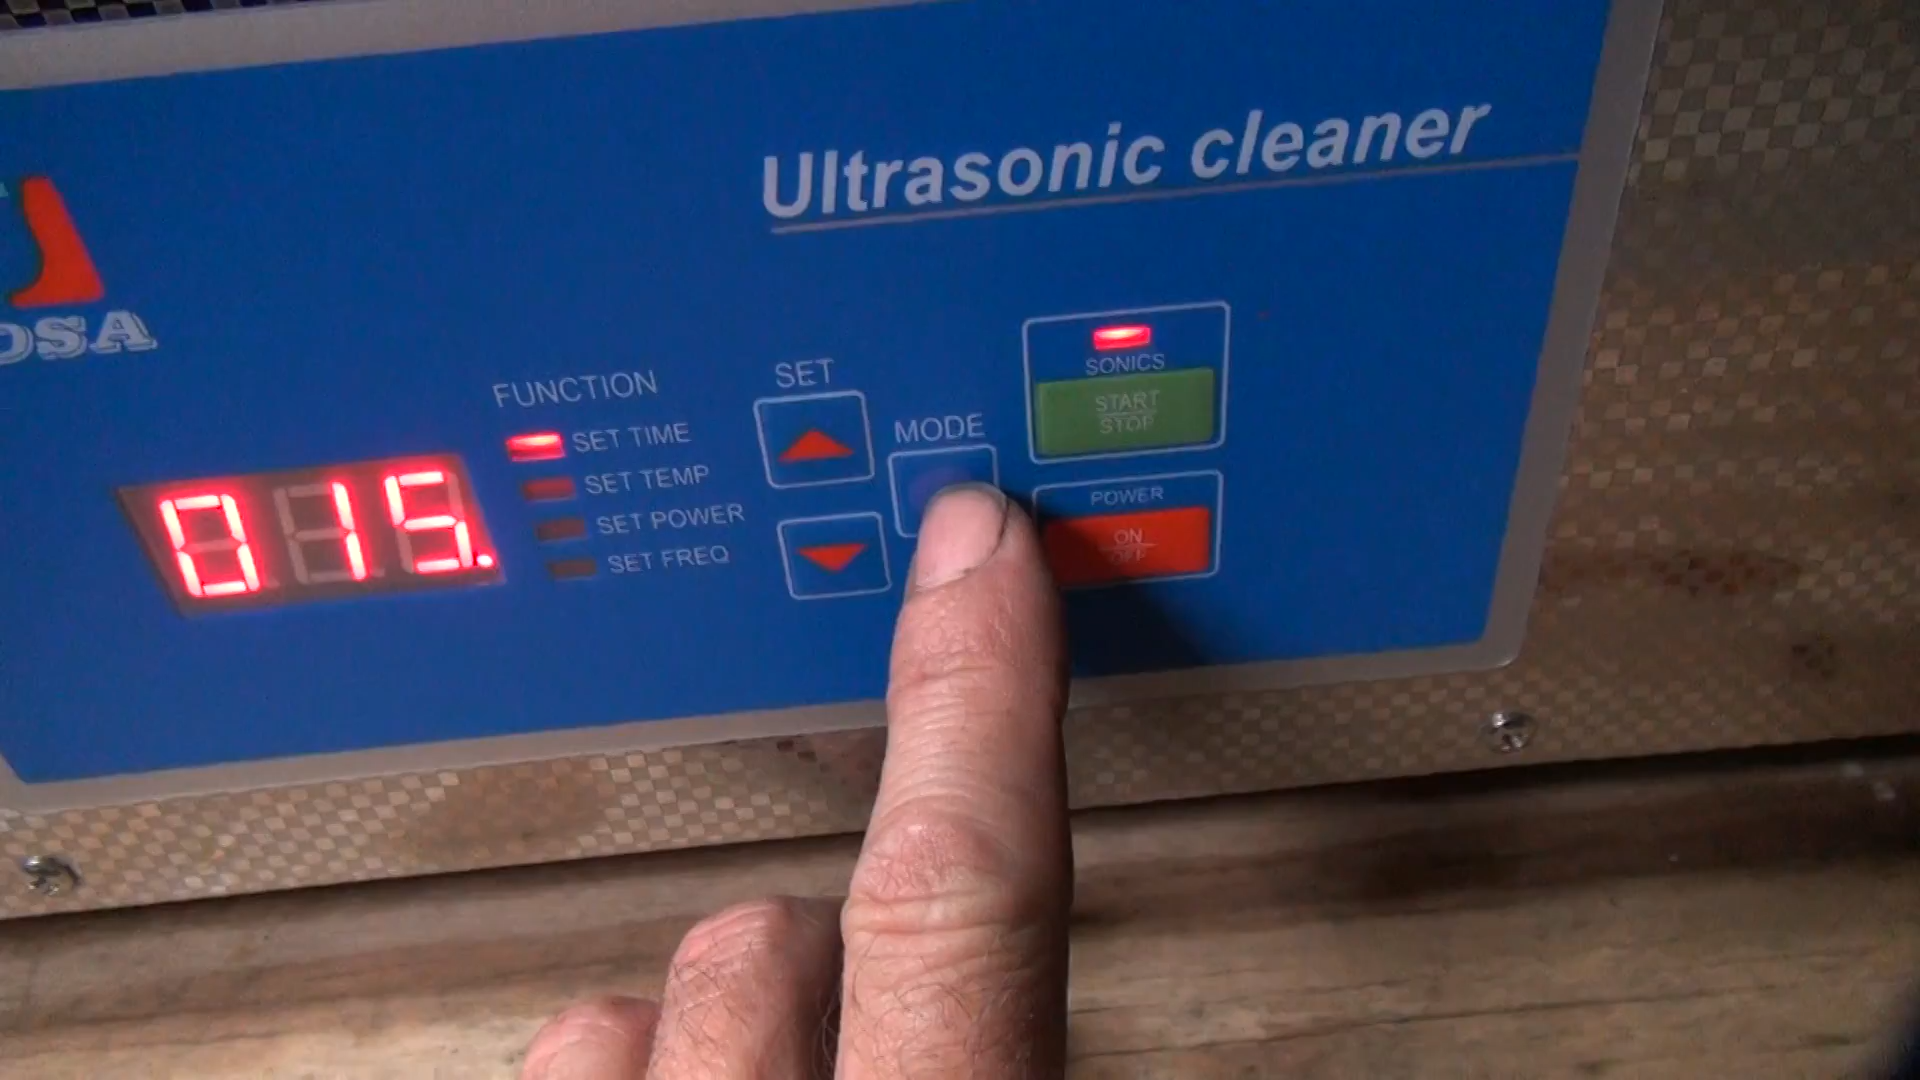 Ultrasonic cleaner
OSA
FUNCTION
SET TIME
SET TEMP
SET POWER
SET FREQ
015.
SET
MODE
SONICS
START
STOP
POWER
ON
OFF